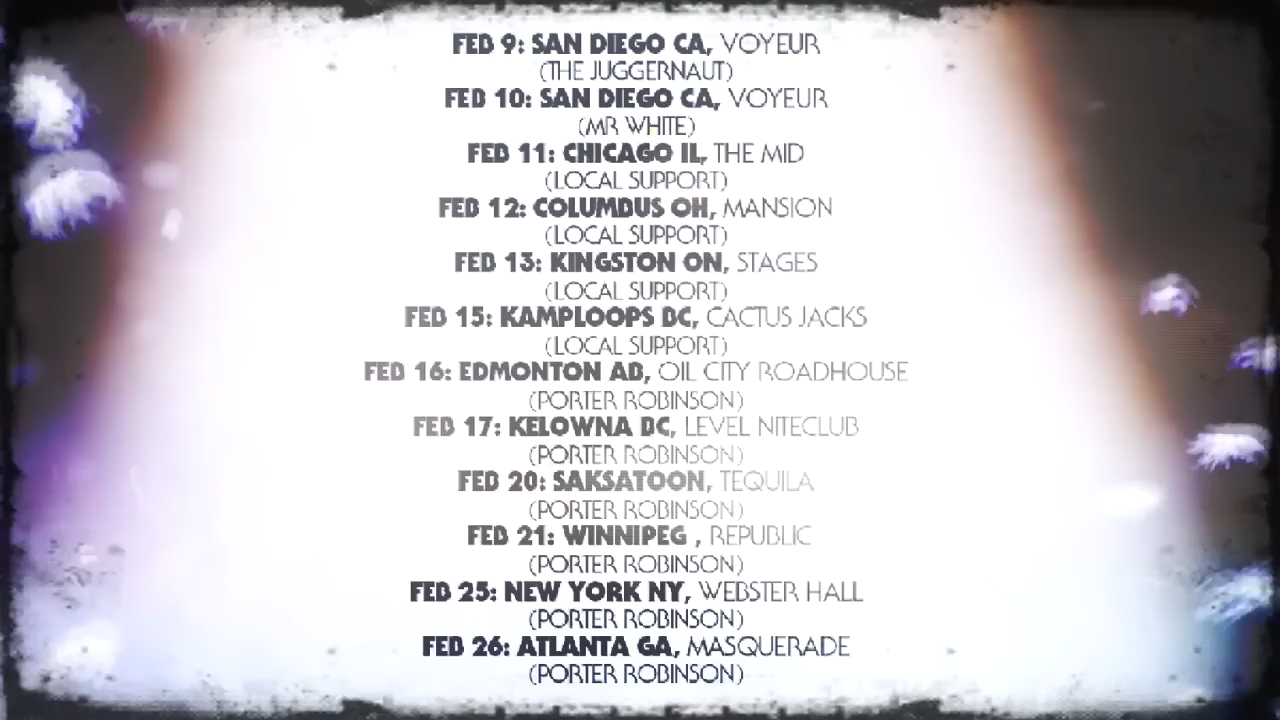 FEB 9: SAN DIEGO CA, VOYEUR
(THE JUGGERNAUT)
FEB 10: SAN DIEGO CA, VOYEUR
(MR WHITE)
FEB 11: CHICAGO IL, THE MID
(LOCAL SUPPORT)
FEB 12: COLUMBUS OH, MANSION
(LOCAL SUPPORT)
FEB 13: KINGSTON ON, STAGES
(LOCAL SUPPORT)
FEB 15: KAMPLOOPS BC, CACTUS JACKS
(LOCAL SUPPORT)
FEB 16: EDMONTON AB, OIL CITY ROADHOUSE
(PORTER ROBINSON)
FEB 17: KELOWNA BC, LEVEL NITECLUB
(PORTER ROBINSON)
FEB 20: SAKSATOON, TEQUILA
(PORTER ROBINSON)
FEB 21: WINNIPEG , REPUBLIC
(PORTER ROBINSON)
FEB 25: NEW YORK NY, WEBSTER HALL
(PORTER ROBINSON)
FEB 26: ATLANTA GA, MASQUERADE
(PORTER ROBINSON)